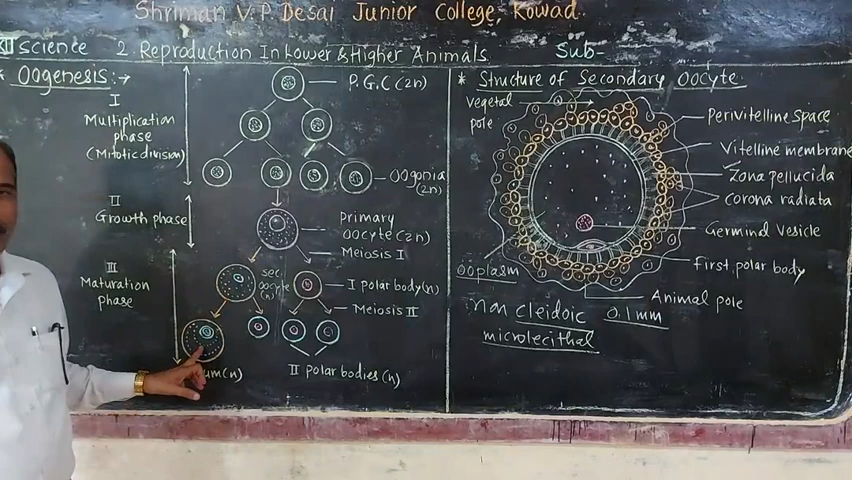 Shriman V.P. Desai Junior College, Kowad.
XII Science 2. Reproduction In Lower & Higher Animals Sub-
* Oogenesis:→
I
Multiplication
phase
(Mitotic division)
II
Growth phase
III
Maturation
phase
P.G.C (2n)
Oogonia
(2n)
Primary
oocyte (2n)
Meiosis I
sec
oocyte
(n)
I polar body (n)
Meiosis II
um (n)
II polar bodies (n)
* Structure of Secondary Oocyte
vegetal
pole
Perivitelline space
Vitelline membrane
Zona pellucida
corona radiata
Germinal vesicle
First polar body
Animal pole
ooplasm
non cleidoic 0.1mm
microlecithal